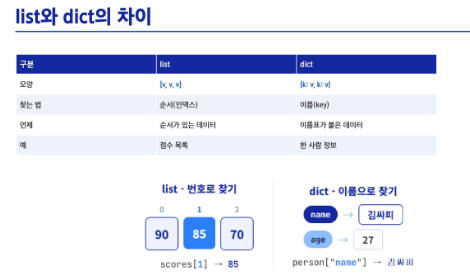 list와 dict의 차이
구분 list dict
모양 [v, v, v] {k: v, k: v}
찾는 법 순서(인덱스) 이름(key)
언제 순서가 있는 데이터 이름표가 붙은 데이터
예 점수 목록 한 사람 정보
list - 번호로 찾기
0 1 2
90 85 70
scores[1] → 85
dict - 이름으로 찾기
name → 김싸피
age → 27
person["name"] → 김싸피